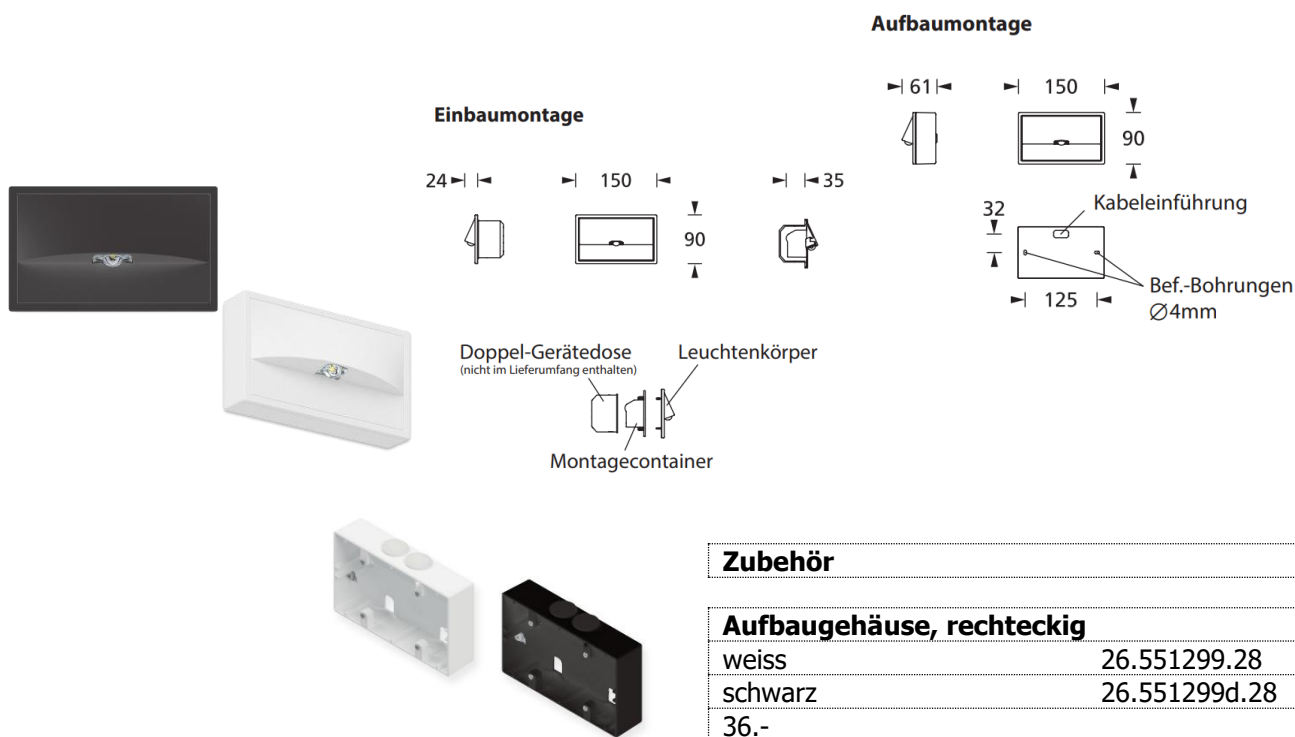 Aufbaumontage
61
150
90
Einbaumontage
24
150
35
90
32
Kabeleinführung
125
Bef.-Bohrungen
∅4mm
Doppel-Gerätedose
(nicht im Lieferumfang enthalten)
Leuchtenkörper
Montagecontainer
Zubehör
Aufbaugehäuse, rechteckig
weiss 26.551299.28
schwarz 26.551299d.28
36.-